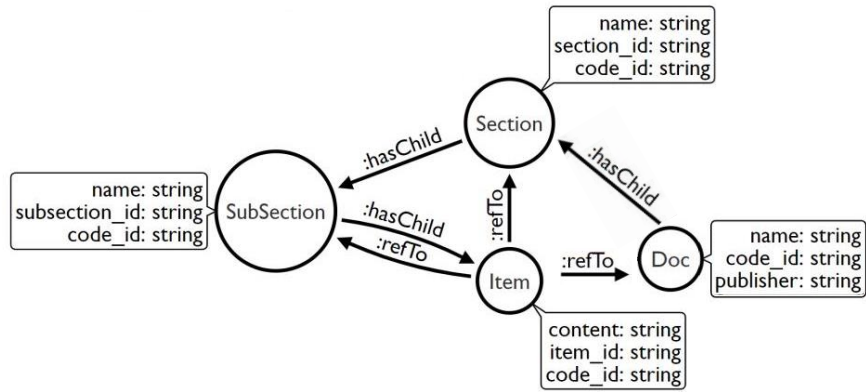 name: string
section_id: string
code_id: string
Section
:hasChild
:hasChild
name: string
subsection_id: string
code_id: string
SubSection
:hasChild
:refTo
:refTo
:refTo
Item
Doc
name: string
code_id: string
publisher: string
content: string
item_id: string
code_id: string